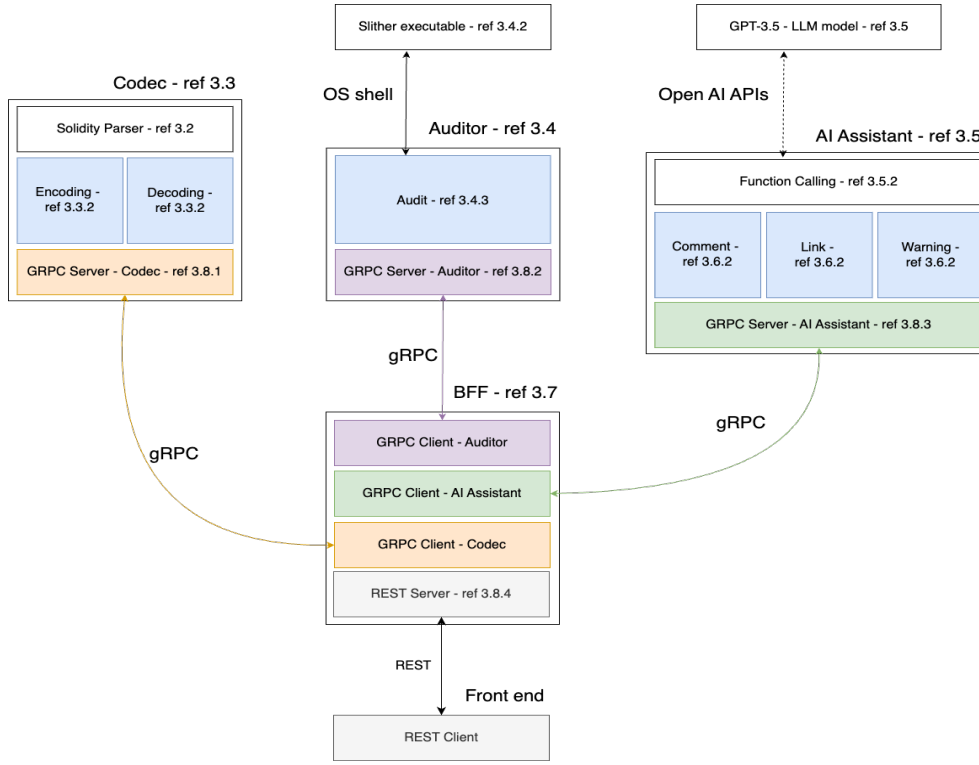 Slither executable - ref 3.4.2
GPT-3.5 - LLM model - ref 3.5
OS shell
Open AI APIs
Codec - ref 3.3
Solidity Parser - ref 3.2
Encoding -
ref 3.3.2
Decoding -
ref 3.3.2
GRPC Server - Codec - ref 3.8.1
Auditor - ref 3.4
Audit - ref 3.4.3
GRPC Server - Auditor - ref 3.8.2
AI Assistant - ref 3.5
Function Calling - ref 3.5.2
Comment -
ref 3.6.2
Link -
ref 3.6.2
Warning -
ref 3.6.2
GRPC Server - AI Assistant - ref 3.8.3
gRPC
gRPC
gRPC
BFF - ref 3.7
GRPC Client - Auditor
GRPC Client - AI Assistant
GRPC Client - Codec
REST Server - ref 3.8.4
REST
Front end
REST Client